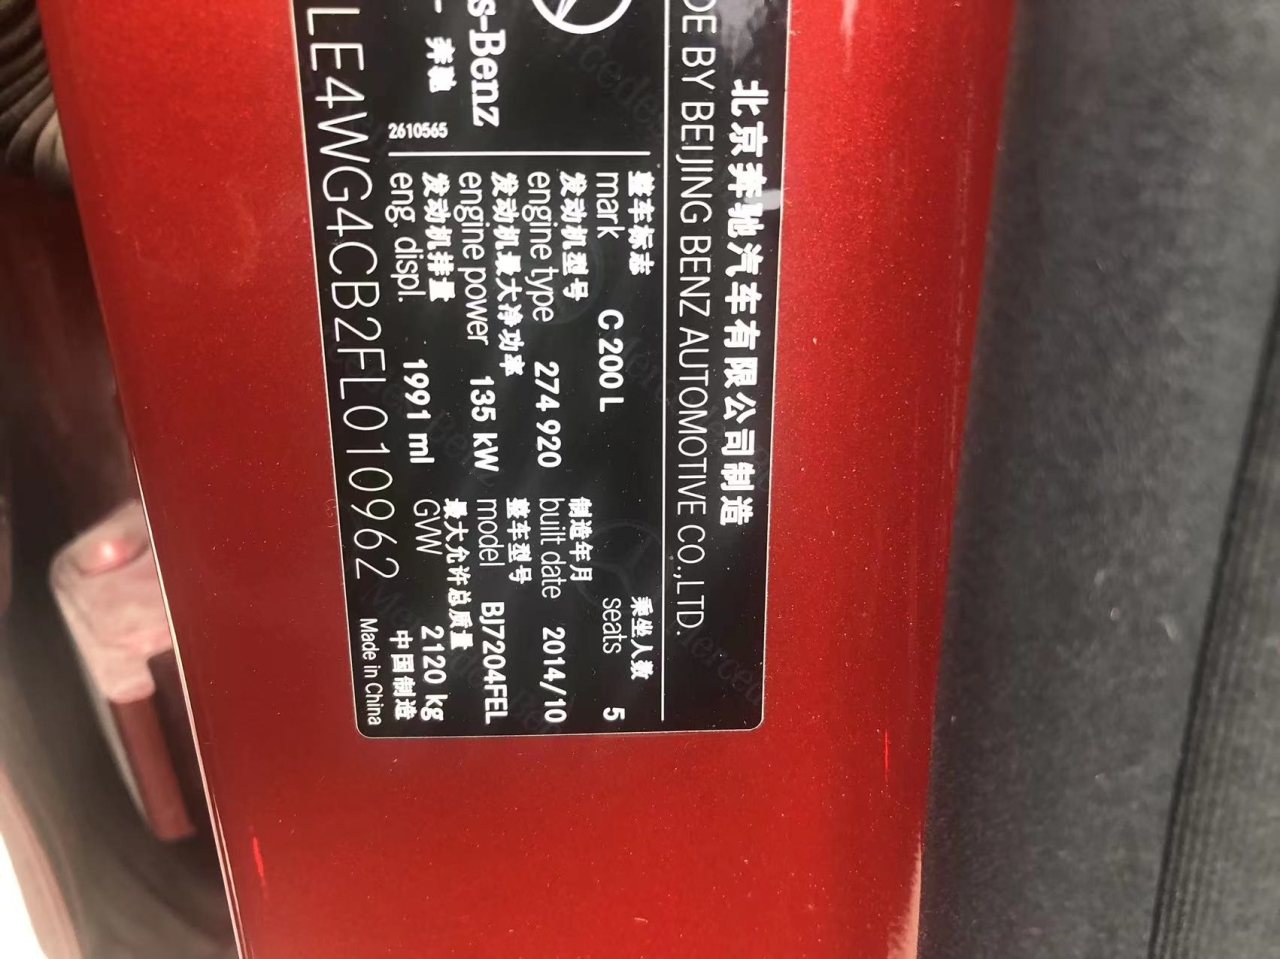 北京奔驰汽车有限公司制造
DE BY BEIJING BENZ AUTOMOTIVE CO.,LTD.
s-Benz
奔驰
2610565
整车标志
mark C 200 L
乘坐人数
seats 5
发动机型号
engine type 274 920
制造年月
built date 2014/10
发动机最大净功率
engine power 135 kW
整车型号
model BJ7204FEL
发动机排量
eng. displ. 1991 ml
最大允许总质量
GVW 2120 kg
中国制造
Made in China
LE4WG4CB2FL010962